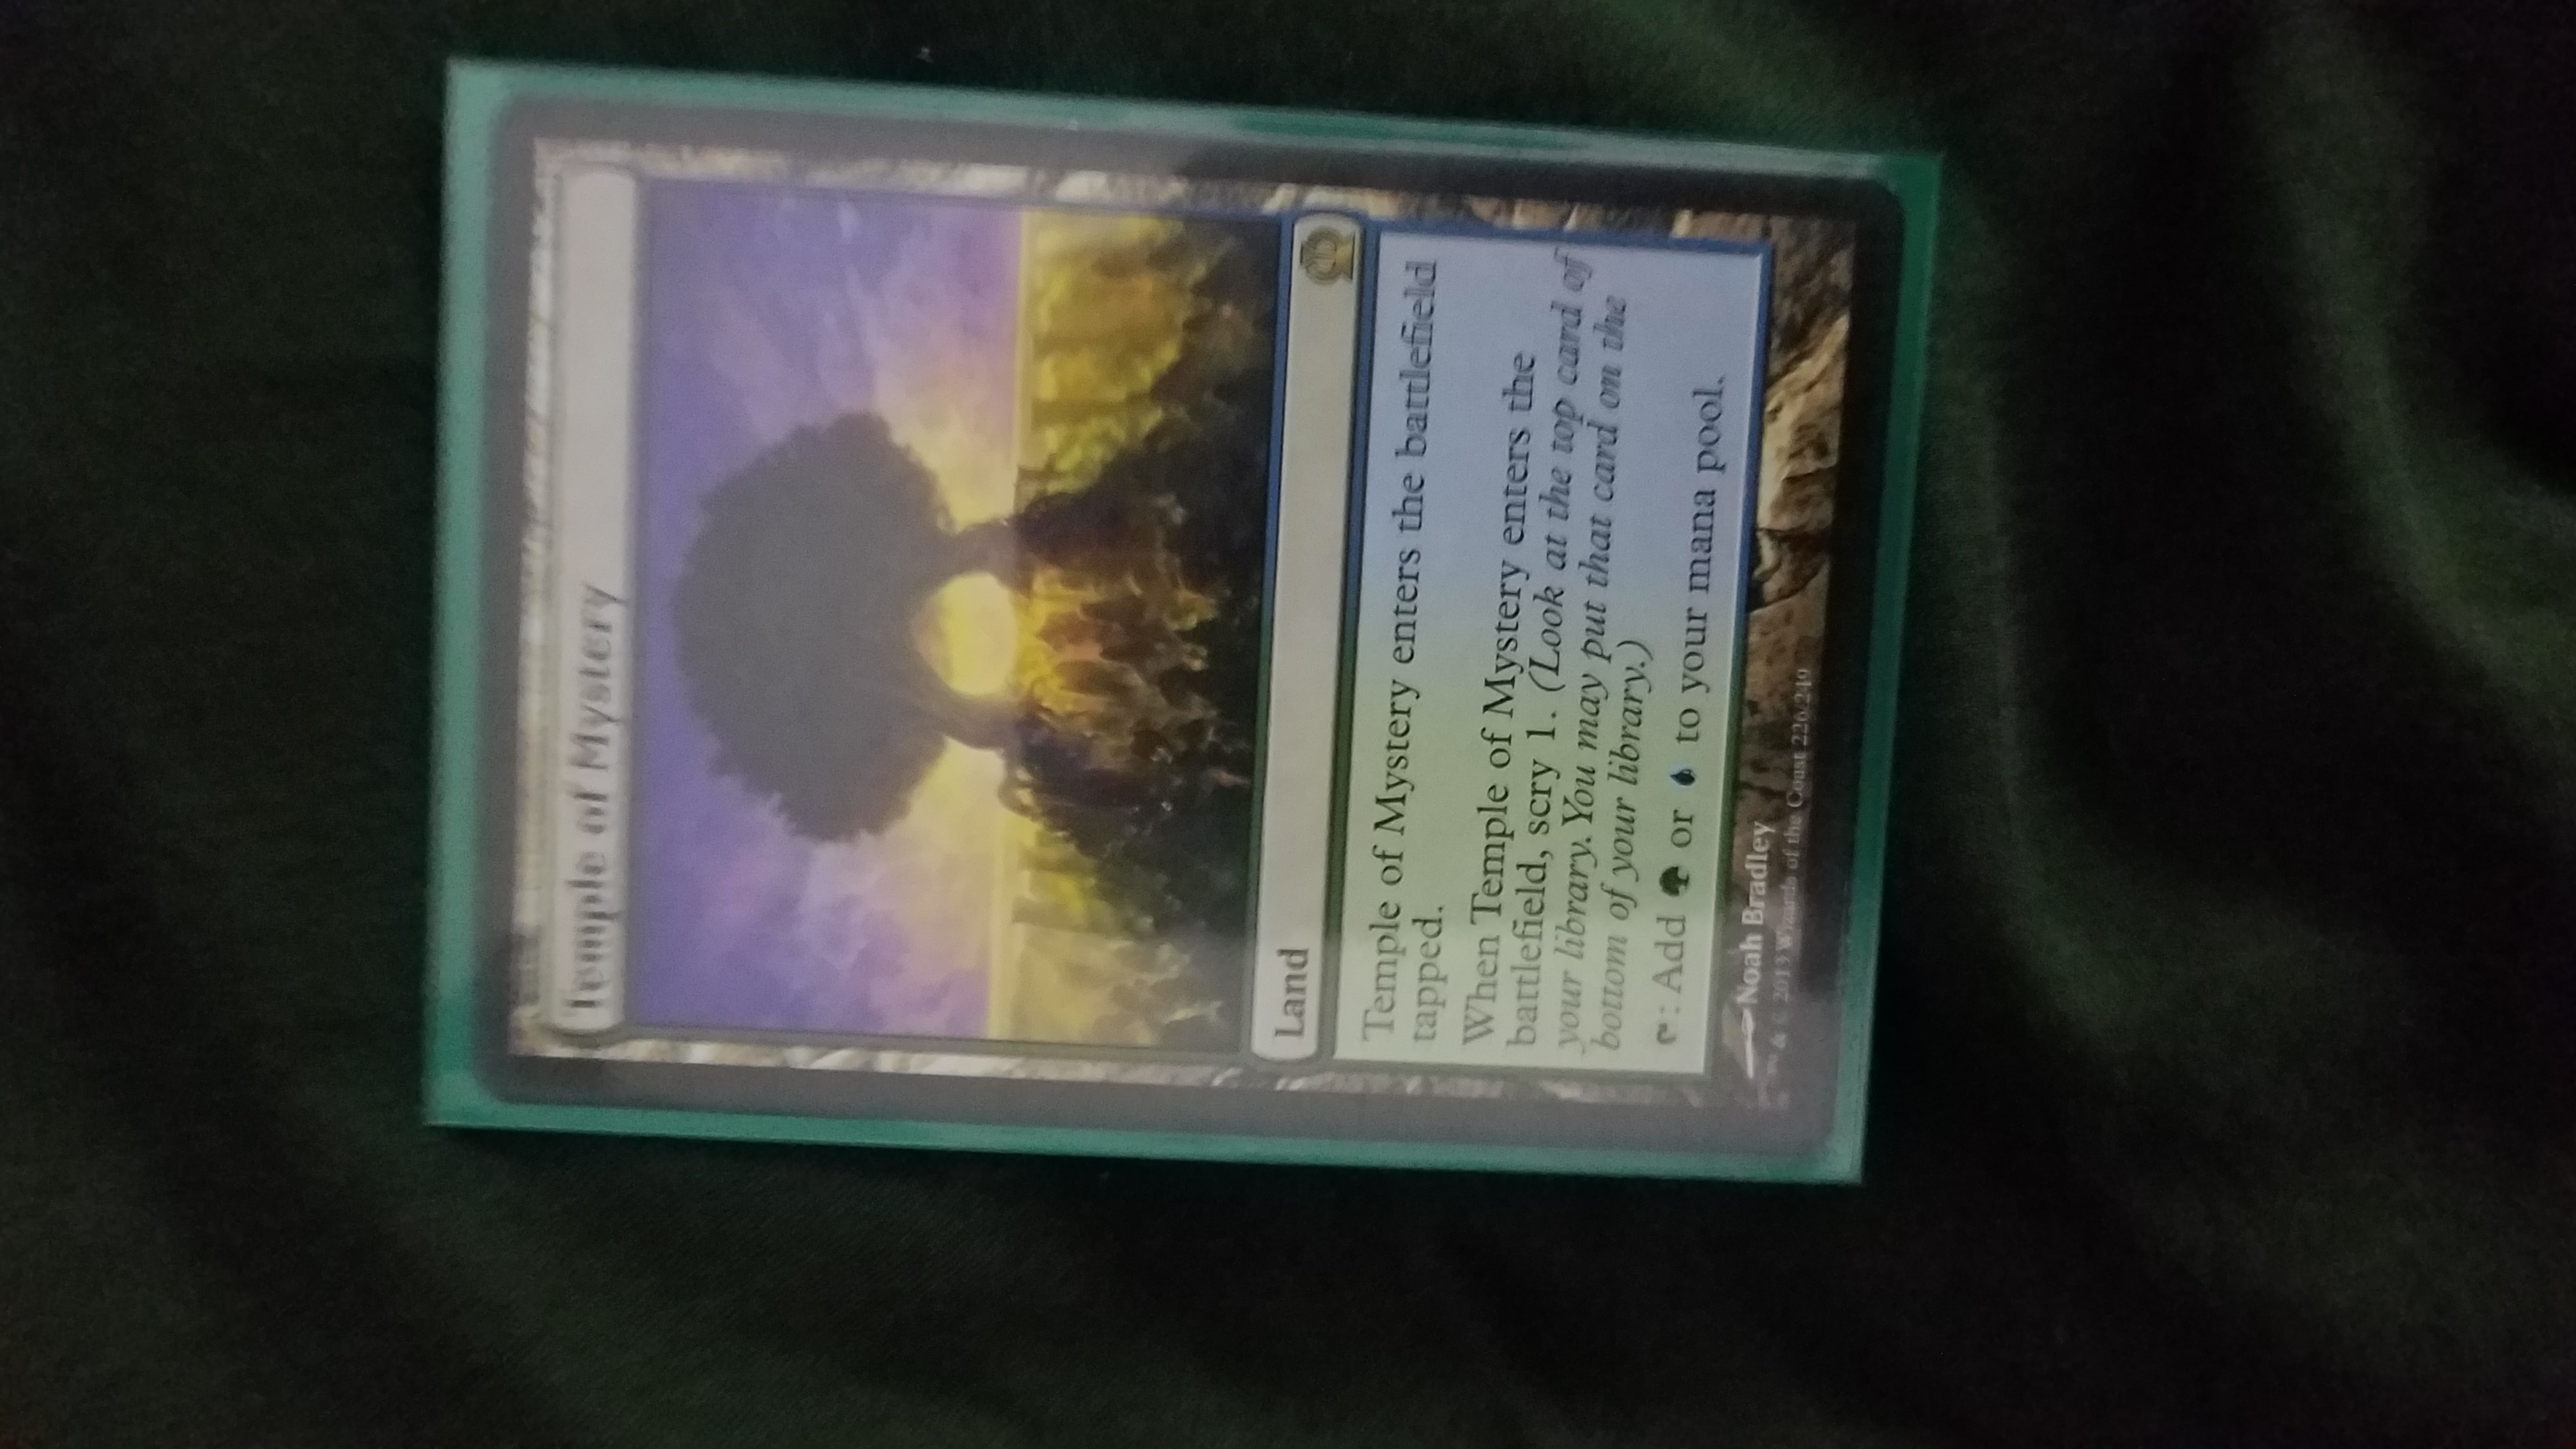 Temple of Mystery
Land
Temple of Mystery enters the battlefield
tapped.
When Temple of Mystery enters the
battlefield, scry 1. (Look at the top card of
your library. You may put that card on the
bottom of your library.)
: Add or to your mana pool.
Noah Bradley
™ & © 2013 Wizards of the Coast 226/249